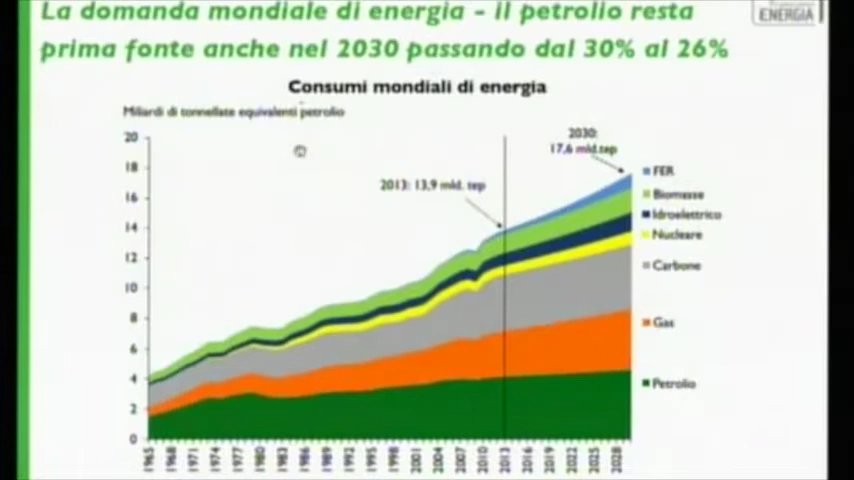 La domanda mondiale di energia - il petrolio resta
prima fonte anche nel 2030 passando dal 30% al 26%
ENERGIA
Consumi mondiali di energia
Miliardi di tonnellate equivalenti petrolio
20
18
16
14
12
10
8
6
4
2
0
2013: 13,9 mld. tep
2030:
17,6 mld.tep
FER
Biomasse
Idroelettrico
Nucleare
Carbone
Gas
Petrolio
1965 1968 1971 1974 1977 1980 1983 1986 1989 1992 1995 1998 2001 2004 2007 2010 2013 2016 2019 2022 2025 2028